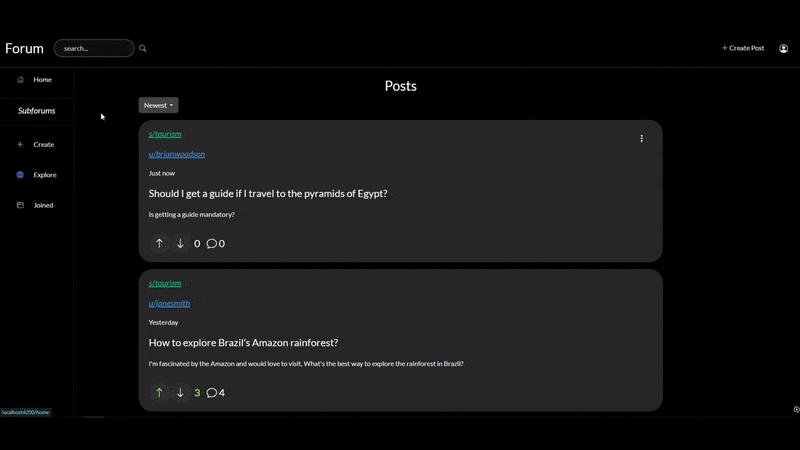 Forum
search...
+ Create Post
Home
Subforums
+ Create
Explore
Joined
Posts
Newest
s/tourism
u/brianwoodson
Just now
Should I get a guide if I travel to the pyramids of Egypt?
Is getting a guide mandatory?
0 0
s/tourism
u/janesmith
Yesterday
How to explore Brazil's Amazon rainforest?
I'm fascinated by the Amazon and would love to visit. What's the best way to explore the rainforest in Brazil?
3 4
localhost:4200/home